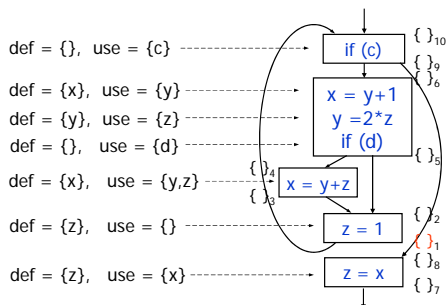 { }10
def = {}, use = {c}
if (c)
{ }9
{ }6
def = {x}, use = {y}
x = y+1
def = {y}, use = {z}
y =2*z
def = {}, use = {d}
if (d)
{ }5
{ }4
def = {x}, use = {y,z}
x = y+z
{ }3
{ }2
def = {z}, use = {}
z = 1
{ }1
{ }8
def = {z}, use = {x}
z = x
{ }7